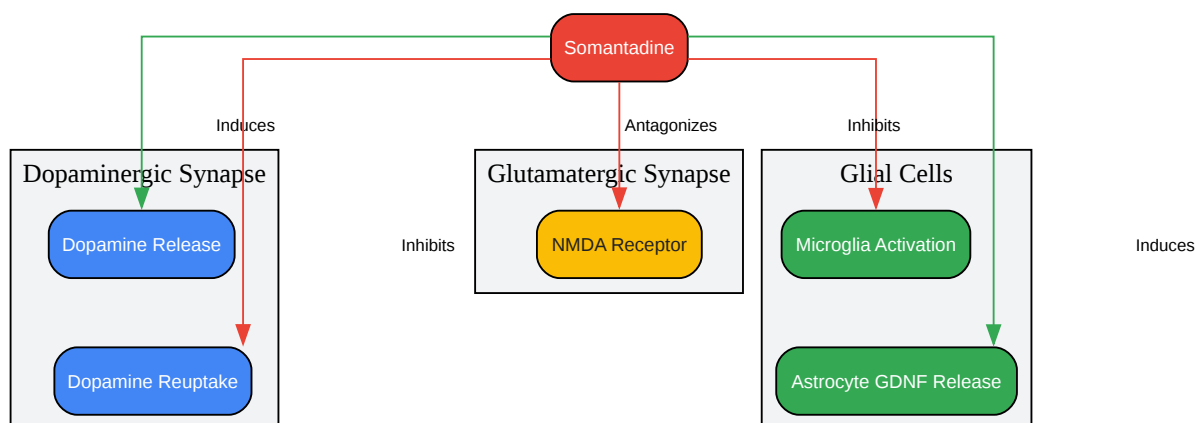 Somantadine
Induces
Antagonizes
Inhibits
Dopaminergic Synapse
Glutamatergic Synapse
Glial Cells
Dopamine Release
Inhibits
NMDA Receptor
Microglia Activation
Induces
Dopamine Reuptake
Astrocyte GDNF Release